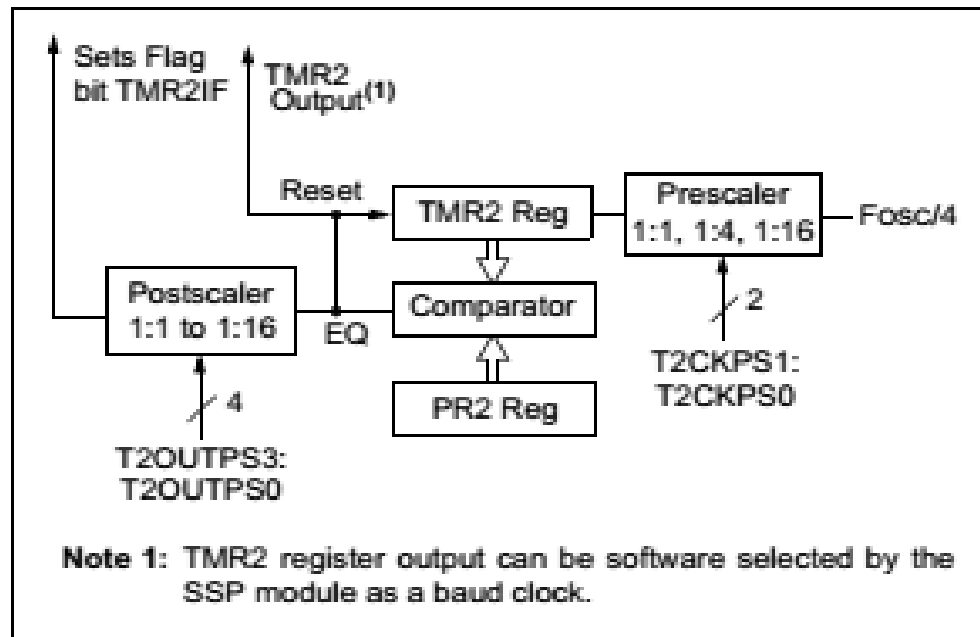 Sets Flag
bit TMR2IF
TMR2
Output(1)
Reset
TMR2 Reg
Prescaler
1:1, 1:4, 1:16
Fosc/4
Postscaler
1:1 to 1:16
EQ
Comparator
2
T2CKPS1:
T2CKPS0
PR2 Reg
4
T2OUTPS3:
T2OUTPS0
Note 1: TMR2 register output can be software selected by the
SSP module as a baud clock.